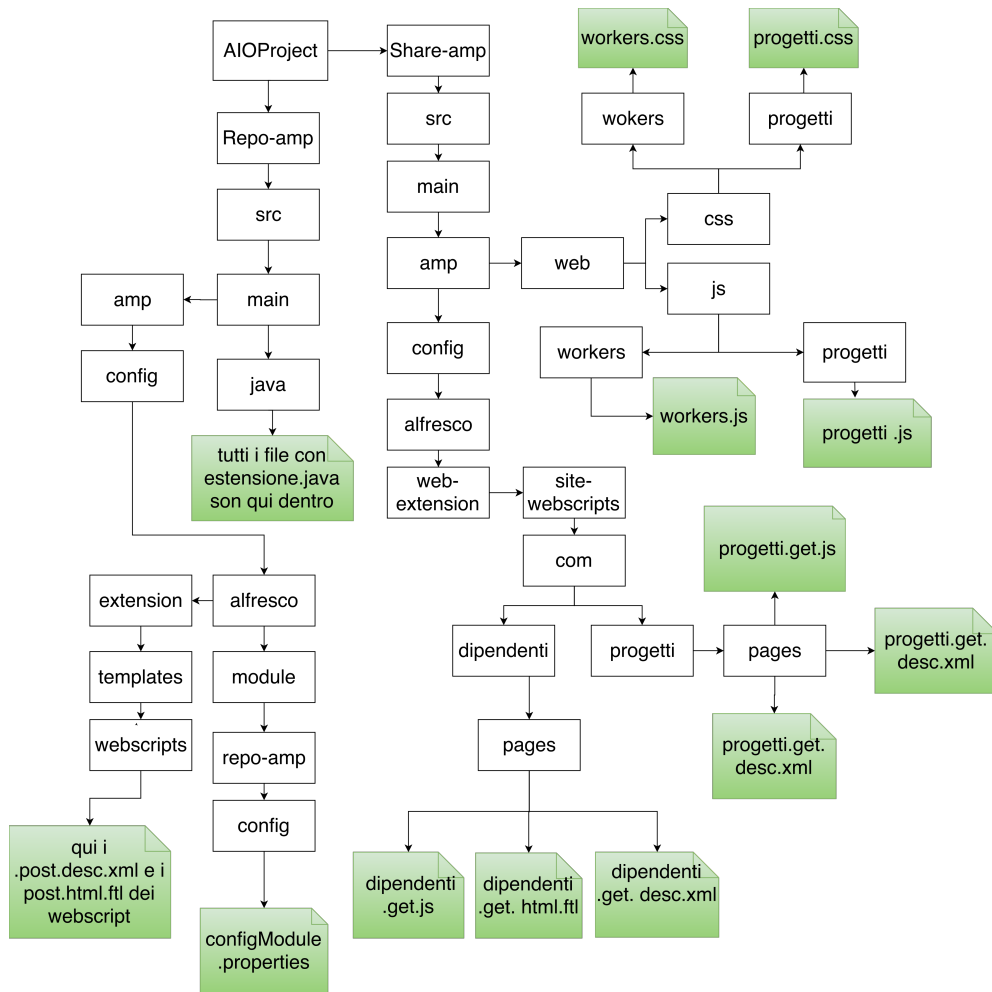 workers.css
progetti.css
AIOProject
Share-amp
wokers
progetti
src
Repo-amp
main
src
css
amp
web
amp
main
js
config
workers
progetti
config
java
alfresco
workers.js
progetti .js
tutti i file con
estensione.java
son qui dentro
web-
extension
site-
webscripts
progetti.get.js
com
extension
alfresco
dipendenti
progetti
pages
progetti.get.
desc.xml
templates
module
webscripts
repo-amp
pages
progetti.get.
desc.xml
config
qui i
.post.desc.xml e i
post.html.ftl dei
webscript
dipendenti
.get.js
dipendenti
.get. html.ftl
dipendenti
.get. desc.xml
configModule
.properties